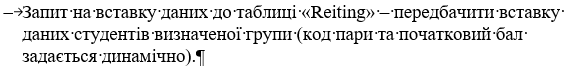 –→Запит·на·вставку·даних·до·таблиці·«Reiting»·–·передбачити·вставку·
даних·студентів·визначеної·групи·(код·пари·та·початковий·бал·
задається·динамічно).¶